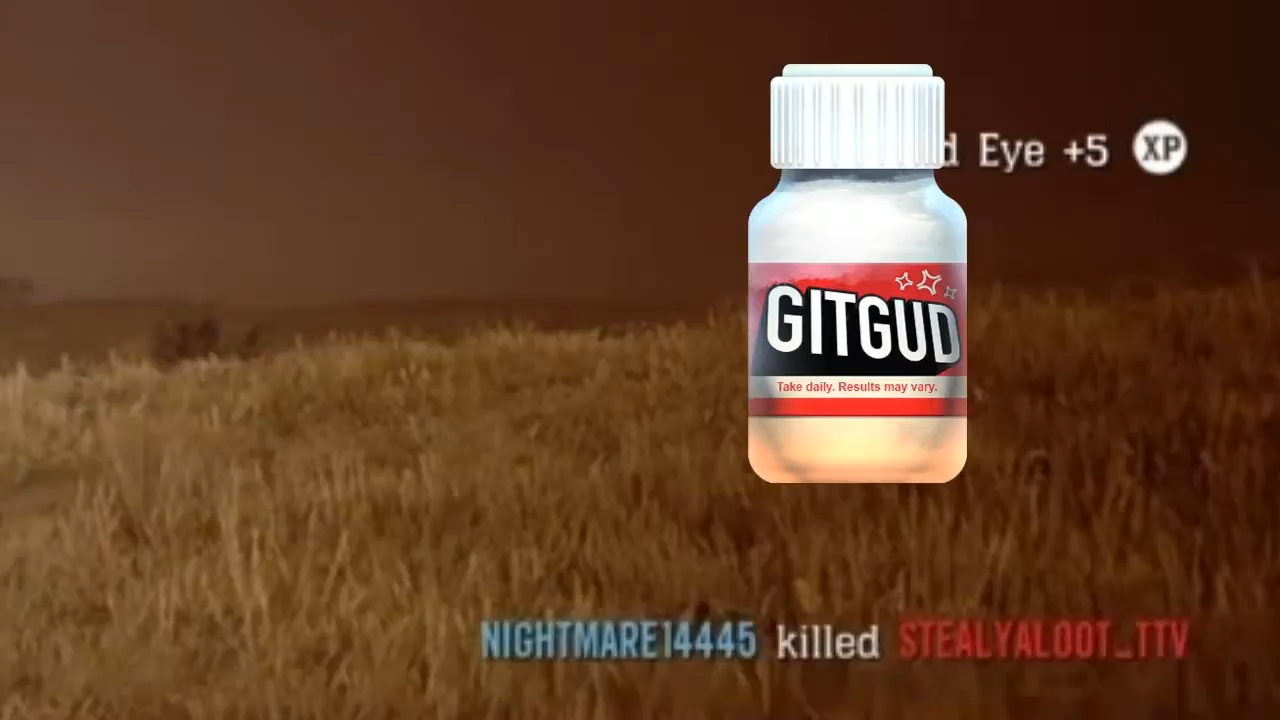 Eye +5 XP
GITGUD
Take daily. Results may vary.
NIGHTMARE14445 killed STEALYALOOT_TTV